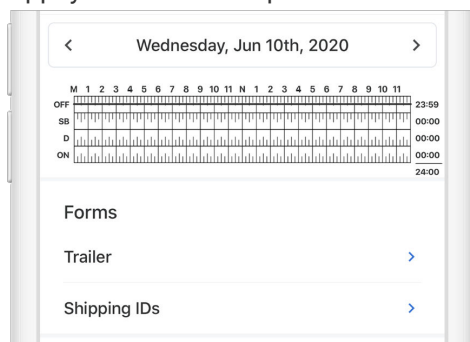 Wednesday, Jun 10th, 2020
M 1 2 3 4 5 6 7 8 9 10 11 N 1 2 3 4 5 6 7 8 9 10 11
OFF 23:59
SB 00:00
D 00:00
ON 00:00
24:00
Forms
Trailer
Shipping IDs